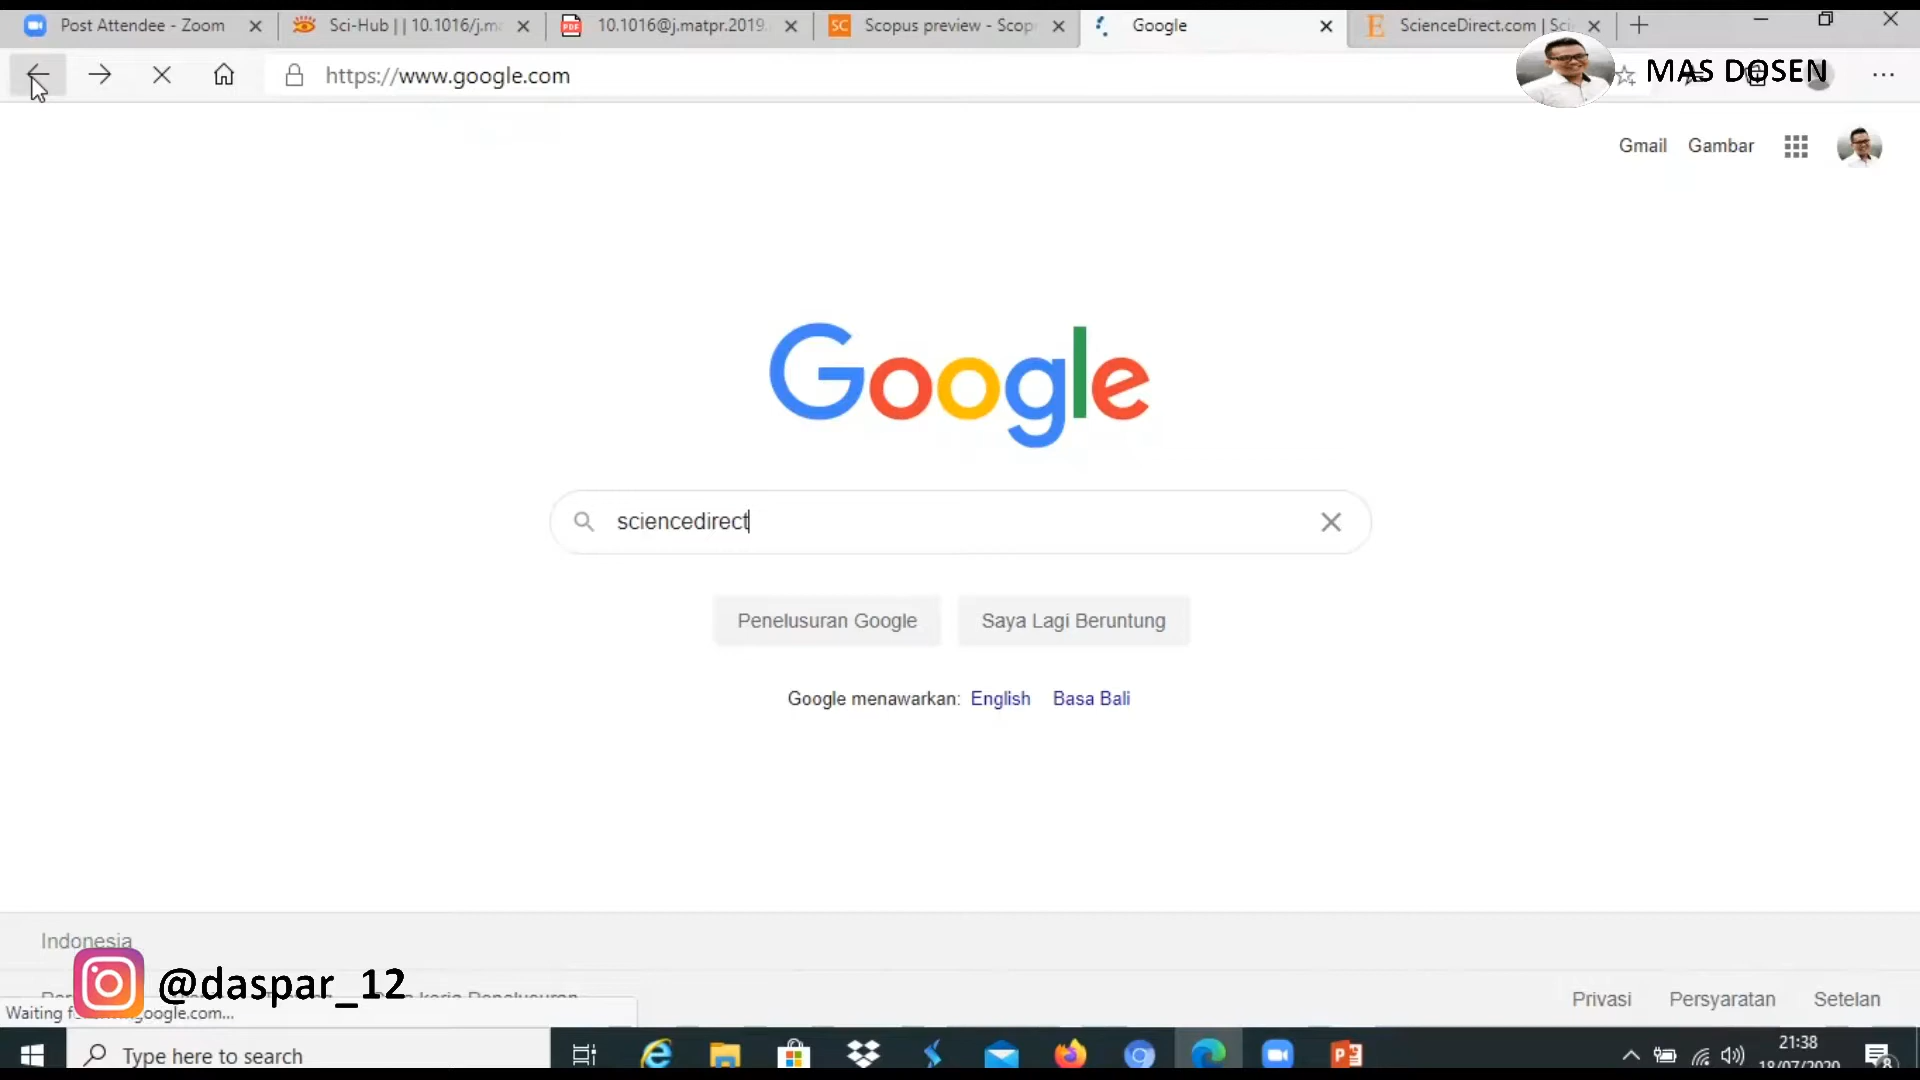 Post Attendee - Zoom
Sci-Hub | | 10.1016/j.m
10.1016@j.matpr.2019.
Scopus preview - Scop
Google
ScienceDirect.com | Sci
https://www.google.com
MAS DOSEN
Gmail Gambar
Google
sciencedirect
Penelusuran Google Saya Lagi Beruntung
Google menawarkan: English Basa Bali
Indonesia
@daspar_12
Penelusuran
Privasi Persyaratan Setelan
Waiting google.com...
Type here to search
21:38
18/07/2020
8